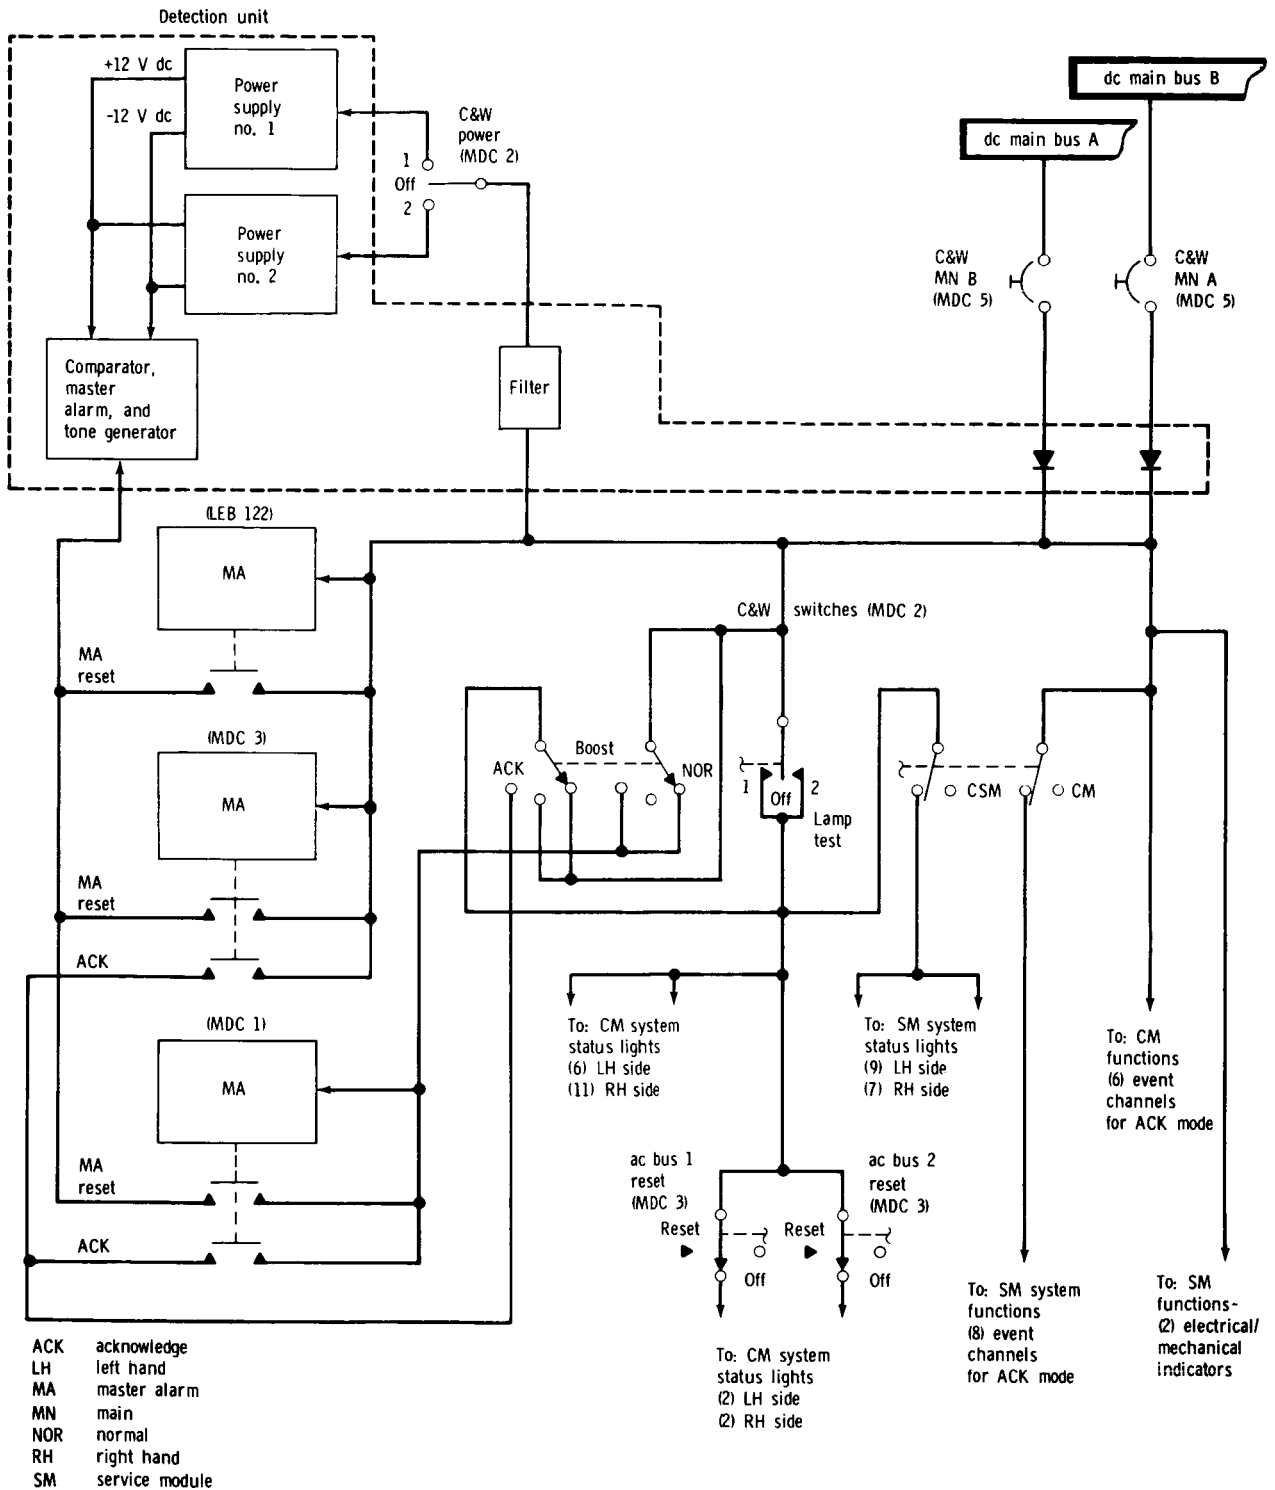 Detection unit
+12 V dc
-12 V dc
Power
supply
no. 1
C&W
power
(MDC 2)
1
Off
2
Power
supply
no. 2
dc main bus B
dc main bus A
C&W
MN B
(MDC 5)
C&W
MN A
(MDC 5)
Comparator,
master
alarm, and
tone generator
Filter
(LEB 122)
MA
MA
reset
C&W switches (MDC 2)
(MDC 3)
MA
MA
reset
ACK
ACK
Boost
NOR
1
Off
2
Lamp
test
CSM
CM
(MDC 1)
MA
MA
reset
ACK
To: CM system
status lights
(6) LH side
(11) RH side
To: SM system
status lights
(9) LH side
(7) RH side
To: CM
functions
(6) event
channels
for ACK mode
ac bus 1
reset
(MDC 3)
Reset
Off
ac bus 2
reset
(MDC 3)
Reset
Off
To: CM system
status lights
(2) LH side
(2) RH side
To: SM system
functions
(8) event
channels
for ACK mode
To: SM
functions-
(2) electrical/
mechanical
indicators
ACK acknowledge
LH left hand
MA master alarm
MN main
NOR normal
RH right hand
SM service module